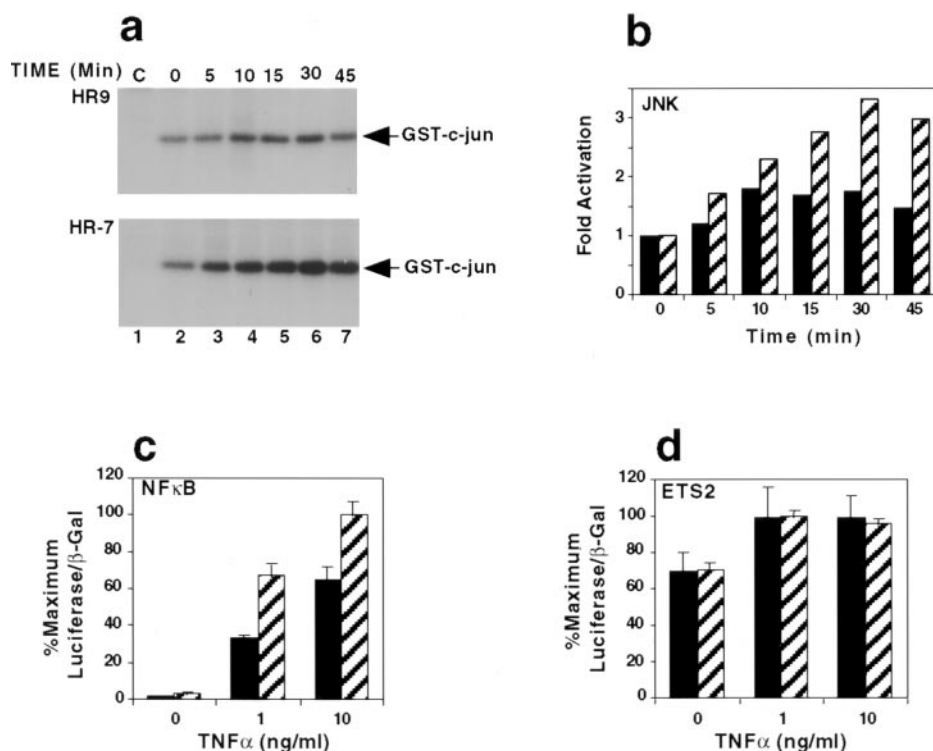 a
TIME (Min) C 0 5 10 15 30 45
HR9
GST-c-jun
HR-7
GST-c-jun
1 2 3 4 5 6 7
b
JNK
Fold Activation
3
2
1
0
0 5 10 15 30 45
Time (min)
c
NFκB
%Maximum
Luciferase/β-Gal
120
100
80
60
40
20
0
0 1 10
TNFα (ng/ml)
d
ETS2
%Maximum
Luciferase/β-Gal
120
100
80
60
40
20
0
0 1 10
TNFα (ng/ml)